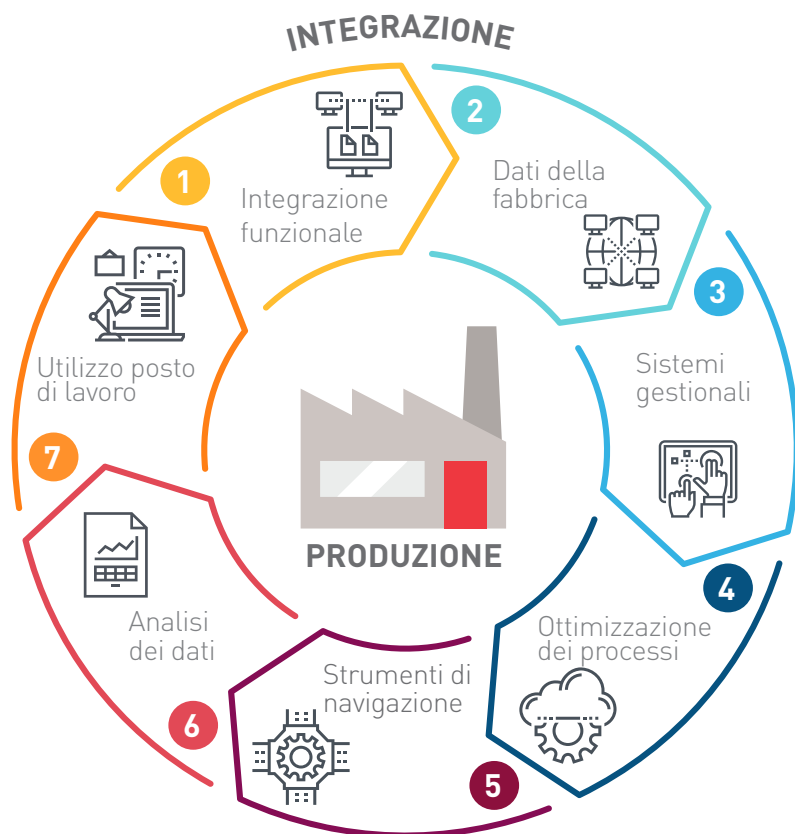 INTEGRAZIONE
1
Integrazione
funzionale
2
Dati della
fabbrica
3
Sistemi
gestionali
4
Ottimizzazione
dei processi
5
Strumenti di
navigazione
6
Analisi
dei dati
7
Utilizzo posto
di lavoro
PRODUZIONE